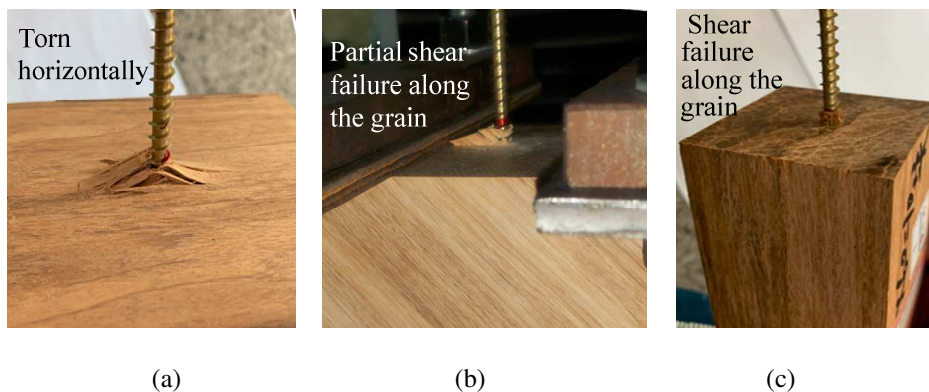 Torn
horizontally
Partial shear
failure along
the grain
Shear
failure
along the
grain
(a)
(b)
(c)